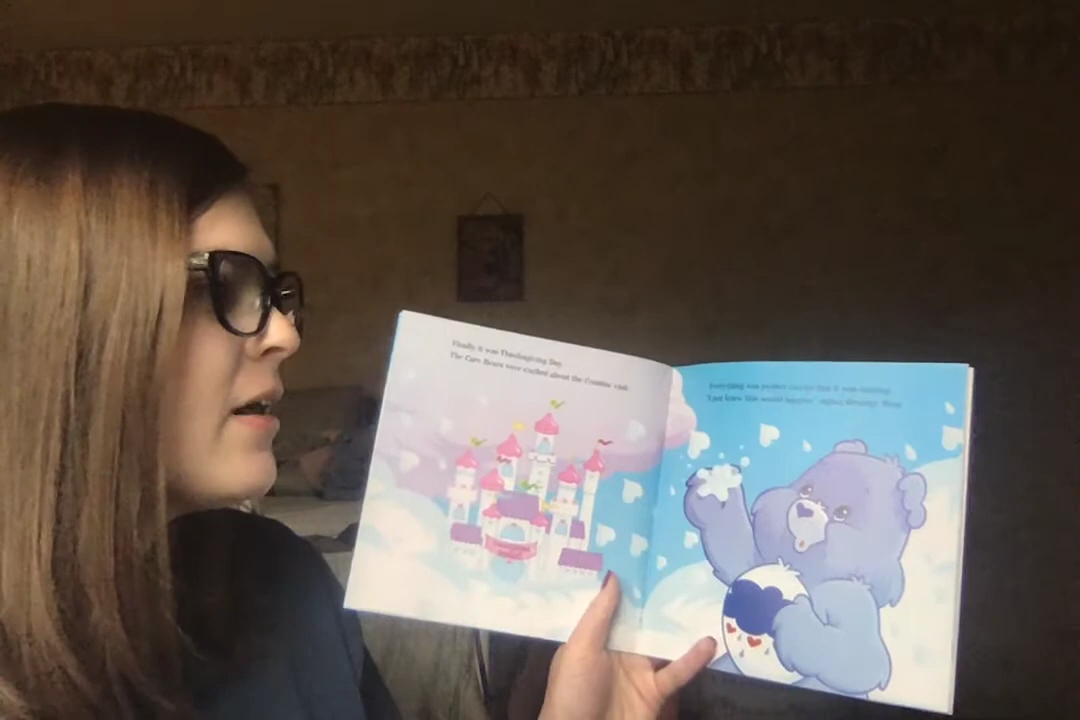 Finally it was Thanksgiving Day.
The Care Bears were excited about the Cousins' visit.
Everything was perfect except that it was raining.
"I just knew this would happen" sighed Grumpy Bear.